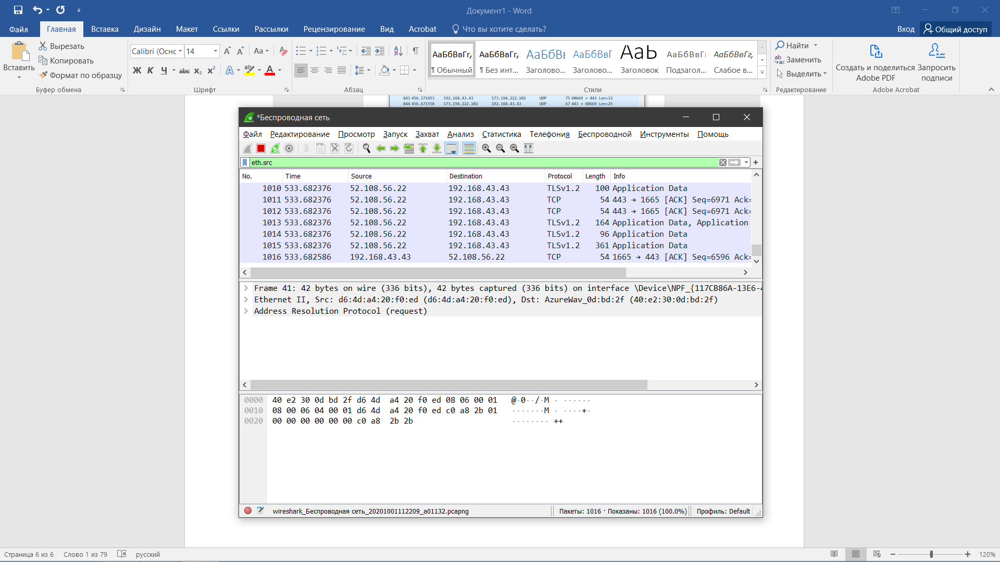 Документ1 - Word
Файл Главная Вставка Дизайн Макет Ссылки Рассылки Рецензирование Вид Acrobat Что вы хотите сделать? Вход Общий доступ
Вставить
Вырезать
Копировать
Формат по образцу
Буфер обмена
Calibri (Оснс 14 Aa
Ж К Ч abc x₂ x² A A
Шрифт
Абзац
АаБбВвГг, АаБбВвГг, АаБбВг АаБбВвГ АаБ АаБбВвГг АаБбВвГг,
¶ Обычный ¶ Без инт... Заголово... Заголово... Заголовок Подзагол... Слабое в...
Стили
Найти
Заменить
Выделить
Редактирование
Создать и поделиться Adobe PDF
Запросить подписи
Adobe Acrobat
843 456.371453 192.168.43.43 173.194.222.102 UDP 75 60669 → 443 Len=33
844 456.671558 173.194.222.102 192.168.43.43 UDP 67 443 → 60669 Len=25
*Беспроводная сеть
Файл Редактирование Просмотр Запуск Захват Анализ Статистика Телефония Беспроводной Инструменты Помощь
eth.src
No. Time Source Destination Protocol Length Info
1010 533.682376 52.108.56.22 192.168.43.43 TLSv1.2 100 Application Data
1011 533.682376 52.108.56.22 192.168.43.43 TCP 54 443 → 1665 [ACK] Seq=6971 Ack=
1012 533.682376 52.108.56.22 192.168.43.43 TCP 54 443 → 1665 [ACK] Seq=6971 Ack=
1013 533.682376 52.108.56.22 192.168.43.43 TLSv1.2 164 Application Data, Application
1014 533.682376 52.108.56.22 192.168.43.43 TLSv1.2 96 Application Data
1015 533.682376 52.108.56.22 192.168.43.43 TLSv1.2 361 Application Data
1016 533.682586 192.168.43.43 52.108.56.22 TCP 54 1665 → 443 [ACK] Seq=6596 Ack=
Frame 41: 42 bytes on wire (336 bits), 42 bytes captured (336 bits) on interface \Device\NPF_{117CB86A-13E6-4
Ethernet II, Src: d6:4d:a4:20:f0:ed (d6:4d:a4:20:f0:ed), Dst: AzureWav_0d:bd:2f (40:e2:30:0d:bd:2f)
Address Resolution Protocol (request)
0000 40 e2 30 0d bd 2f d6 4d a4 20 f0 ed 08 06 00 01 @·0··/·M · ······
0010 08 00 06 04 00 01 d6 4d a4 20 f0 ed c0 a8 2b 01 ·······M · ····+·
0020 00 00 00 00 00 00 c0 a8 2b 2b ········ ++
wireshark_Беспроводная сеть_20201001112209_a01132.pcapng Пакеты: 1016 · Показаны: 1016 (100.0%) Профиль: Default
Страница 6 из 6 Слово 1 из 79 русский 120%